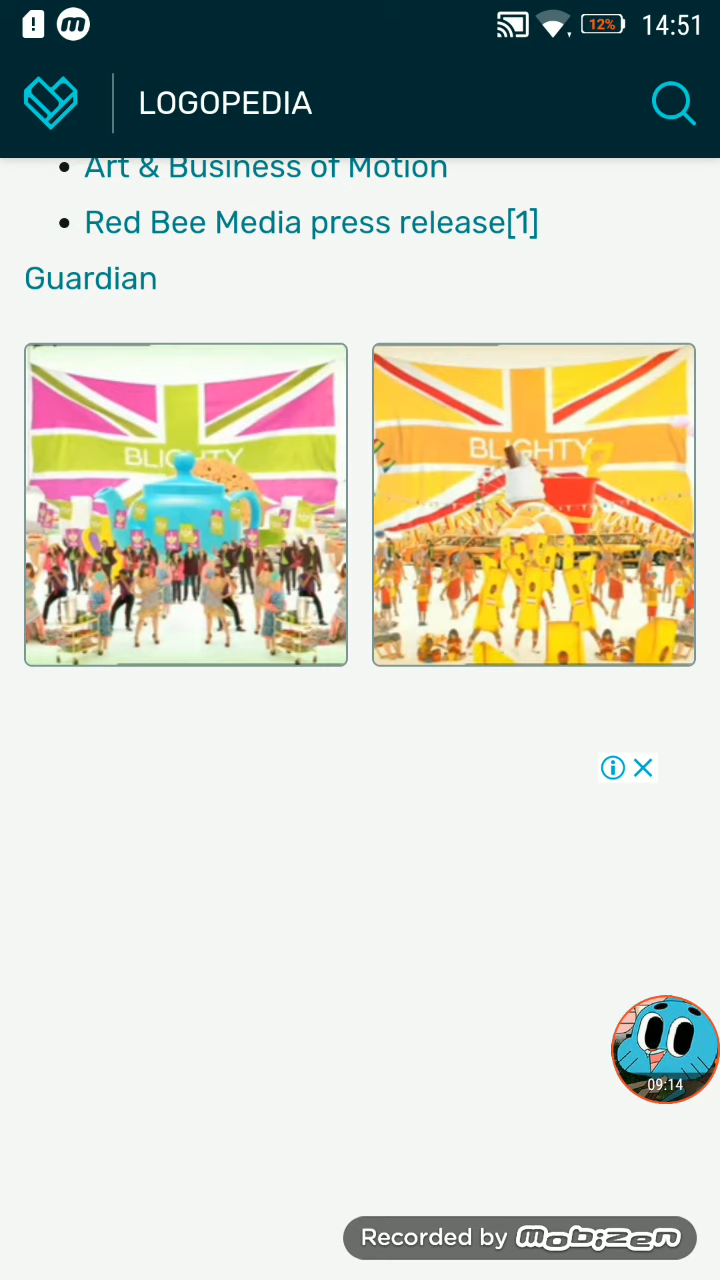 12%
14:51
LOGOPEDIA
Art & Business of Motion
Red Bee Media press release[1]
Guardian
BLIGHTY
BLIGHTY
09:14
Recorded by mobizen